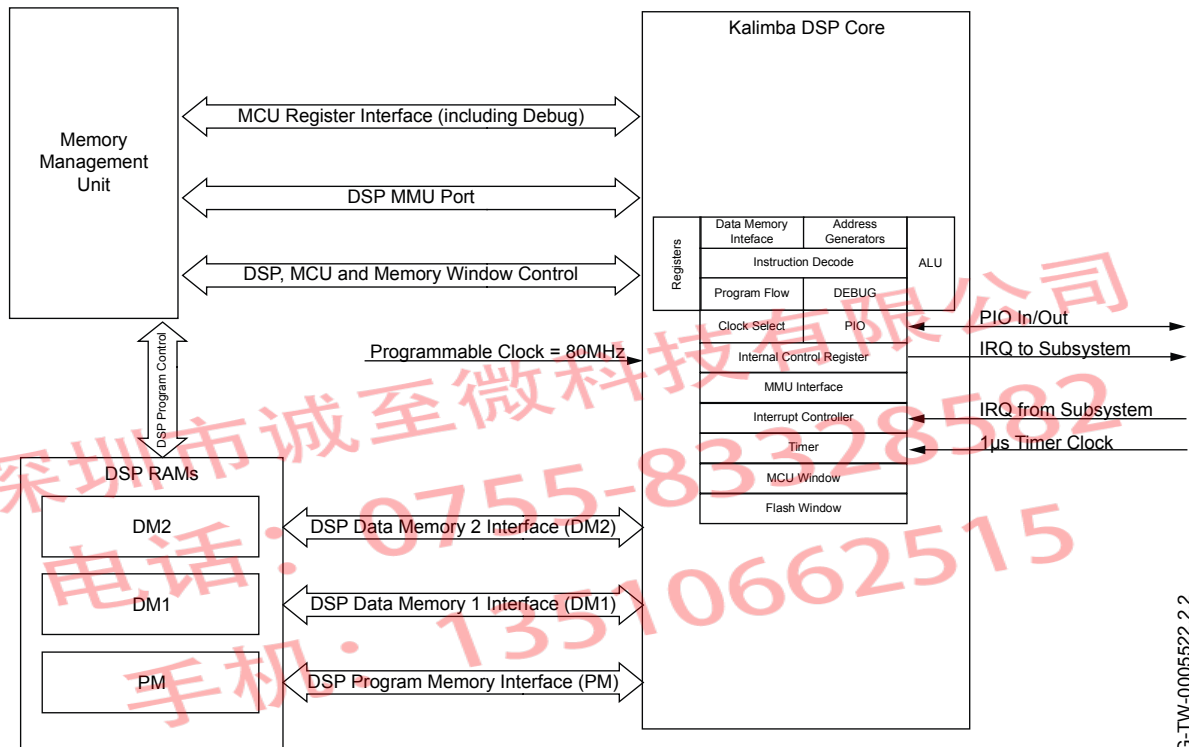 Kalimba DSP Core
MCU Register Interface (including Debug)
Memory
Management
Unit
DSP MMU Port
DSP, MCU and Memory Window Control
Registers
Data Memory
Inteface
Address
Generators
Instruction Decode
ALU
Program Flow
DEBUG
Clock Select
PIO
PIO In/Out
Programmable Clock = 80MHz
Internal Control Register
IRQ to Subsystem
MMU Interface
DSP Program Control
Interrupt Controller
IRQ from Subsystem
Timer
1µs Timer Clock
MCU Window
Flash Window
DSP RAMs
DM2
DSP Data Memory 2 Interface (DM2)
DM1
DSP Data Memory 1 Interface (DM1)
PM
DSP Program Memory Interface (PM)
G-TW-0005522.2.2
深圳市诚至微科技有限公司
电话：0755-83328582
手机：13510662515